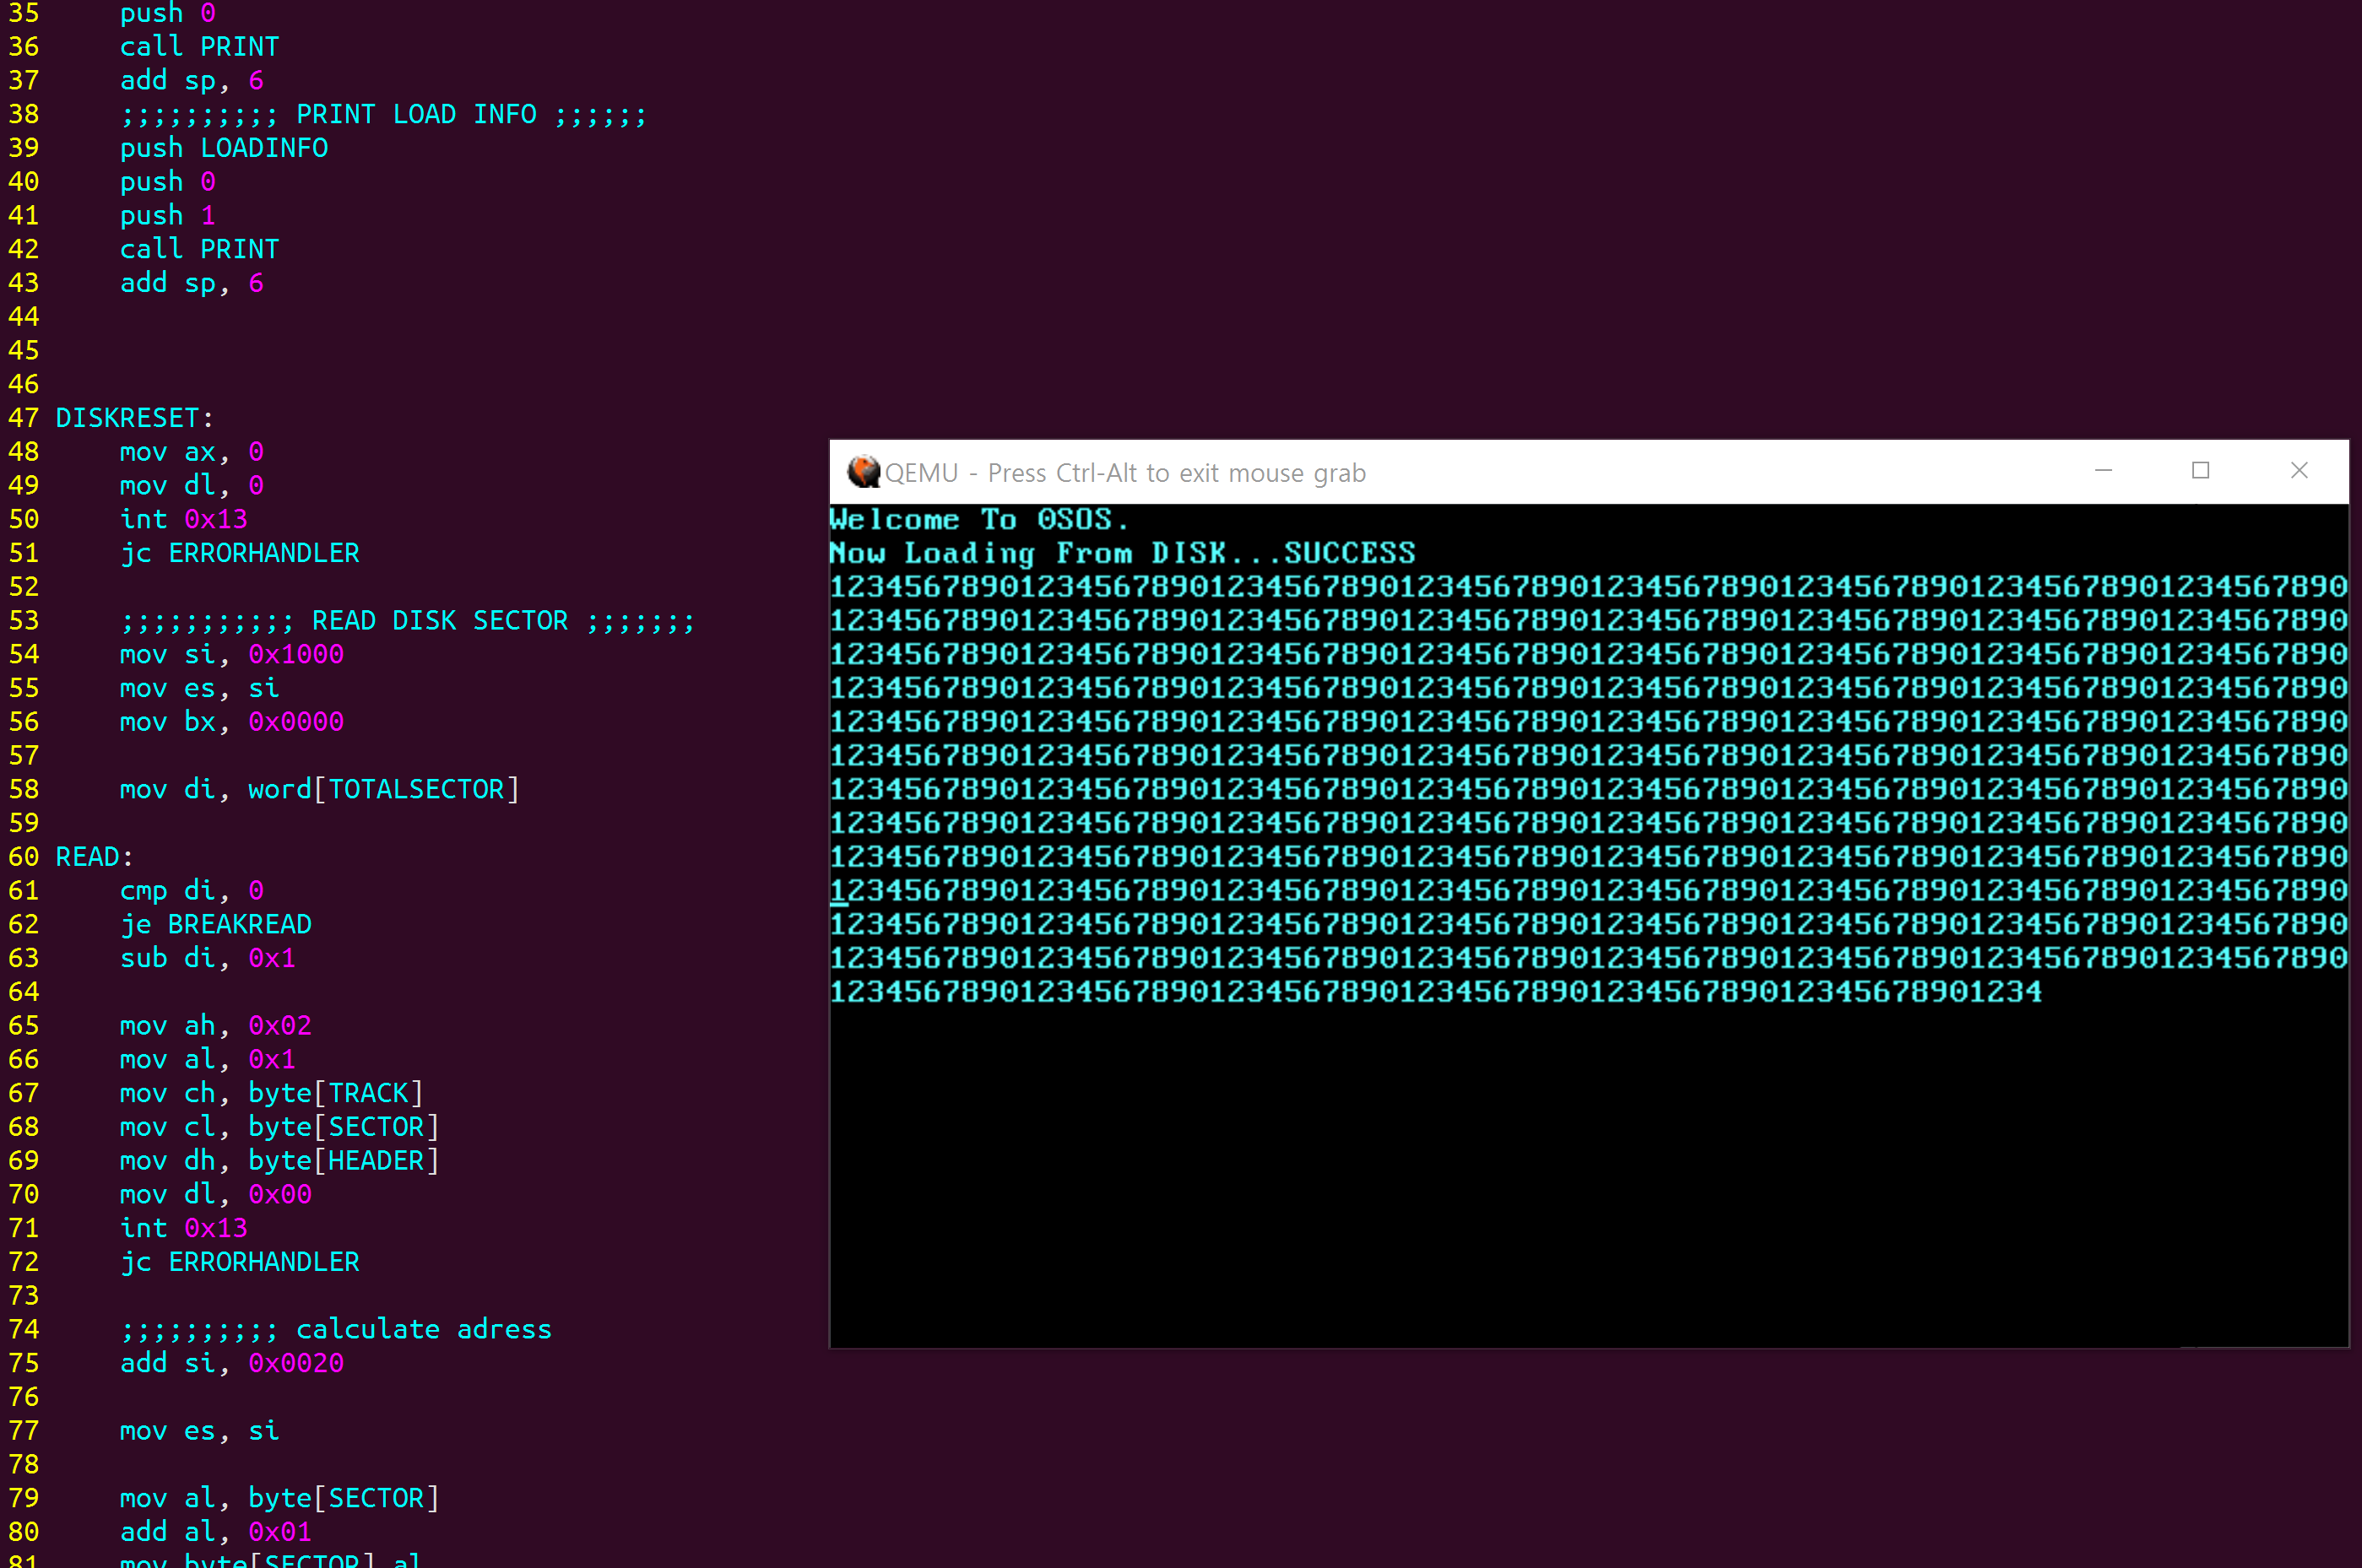 35 push 0
36 call PRINT
37 add sp, 6
38 ;;;;;;;;;; PRINT LOAD INFO ;;;;;;
39 push LOADINFO
40 push 0
41 push 1
42 call PRINT
43 add sp, 6
44
45
46
47 DISKRESET:
48 mov ax, 0
49 mov dl, 0
50 int 0x13
51 jc ERRORHANDLER
52
53 ;;;;;;;;;;; READ DISK SECTOR ;;;;;;;
54 mov si, 0x1000
55 mov es, si
56 mov bx, 0x0000
57
58 mov di, word[TOTALSECTOR]
59
60 READ:
61 cmp di, 0
62 je BREAKREAD
63 sub di, 0x1
64
65 mov ah, 0x02
66 mov al, 0x1
67 mov ch, byte[TRACK]
68 mov cl, byte[SECTOR]
69 mov dh, byte[HEADER]
70 mov dl, 0x00
71 int 0x13
72 jc ERRORHANDLER
73
74 ;;;;;;;;;; calculate adress
75 add si, 0x0020
76
77 mov es, si
78
79 mov al, byte[SECTOR]
80 add al, 0x01
81 mov byte[SECTOR] al
QEMU - Press Ctrl-Alt to exit mouse grab
Welcome To 0SOS.
Now Loading From DISK...SUCCESS
12345678901234567890123456789012345678901234567890123456789012345678901234567890
12345678901234567890123456789012345678901234567890123456789012345678901234567890
12345678901234567890123456789012345678901234567890123456789012345678901234567890
12345678901234567890123456789012345678901234567890123456789012345678901234567890
12345678901234567890123456789012345678901234567890123456789012345678901234567890
12345678901234567890123456789012345678901234567890123456789012345678901234567890
12345678901234567890123456789012345678901234567890123456789012345678901234567890
12345678901234567890123456789012345678901234567890123456789012345678901234567890
12345678901234567890123456789012345678901234567890123456789012345678901234567890
12345678901234567890123456789012345678901234567890123456789012345678901234567890
12345678901234567890123456789012345678901234567890123456789012345678901234567890
12345678901234567890123456789012345678901234567890123456789012345678901234567890
1234567890123456789012345678901234567890123456789012345678901234